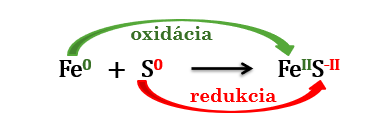 oxidácia
Fe⁰ + S⁰ ⟶ FeᴵᴵS⁻ᴵᴵ
redukcia